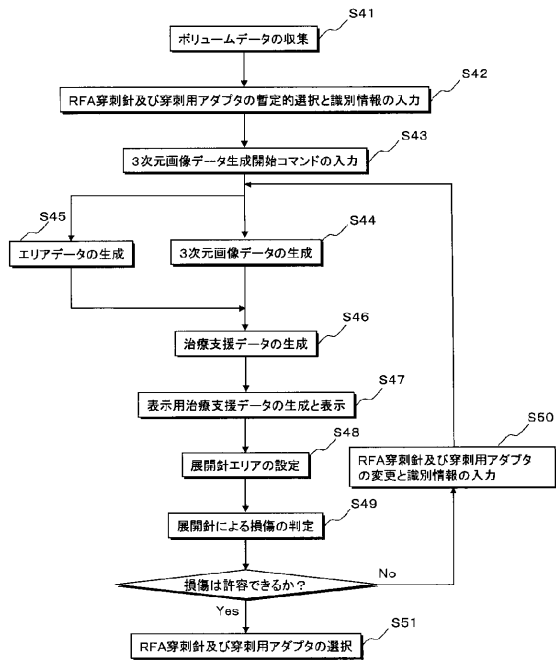 S41
ボリュームデータの収集
S42
RFA穿刺針及び穿刺用アダプタの暫定的選択と識別情報の入力
S43
3次元画像データ生成開始コマンドの入力
S45
エリアデータの生成
S44
3次元画像データの生成
S46
治療支援データの生成
S47
表示用治療支援データの生成と表示
S48
展開針エリアの設定
S50
RFA穿刺針及び穿刺用アダプタ
の変更と識別情報の入力
S49
展開針による損傷の判定
損傷は許容できるか？
No
Yes
S51
RFA穿刺針及び穿刺用アダプタの選択